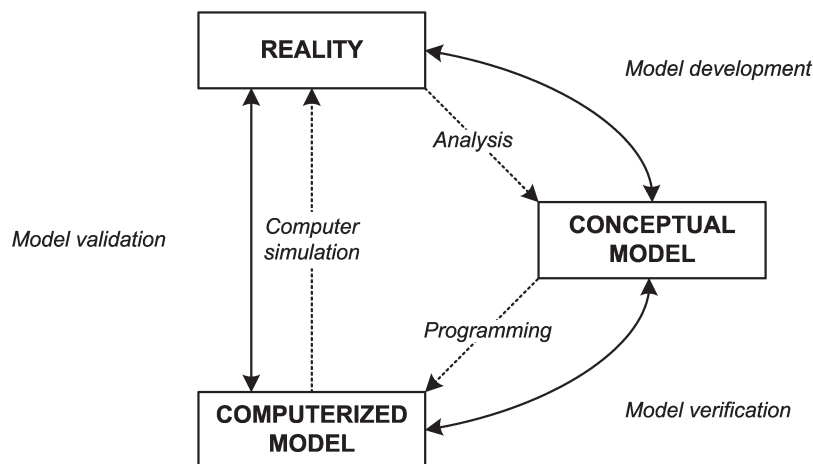 REALITY
Model development
Analysis
CONCEPTUAL
MODEL
Model validation
Computer
simulation
Programming
COMPUTERIZED
MODEL
Model verification